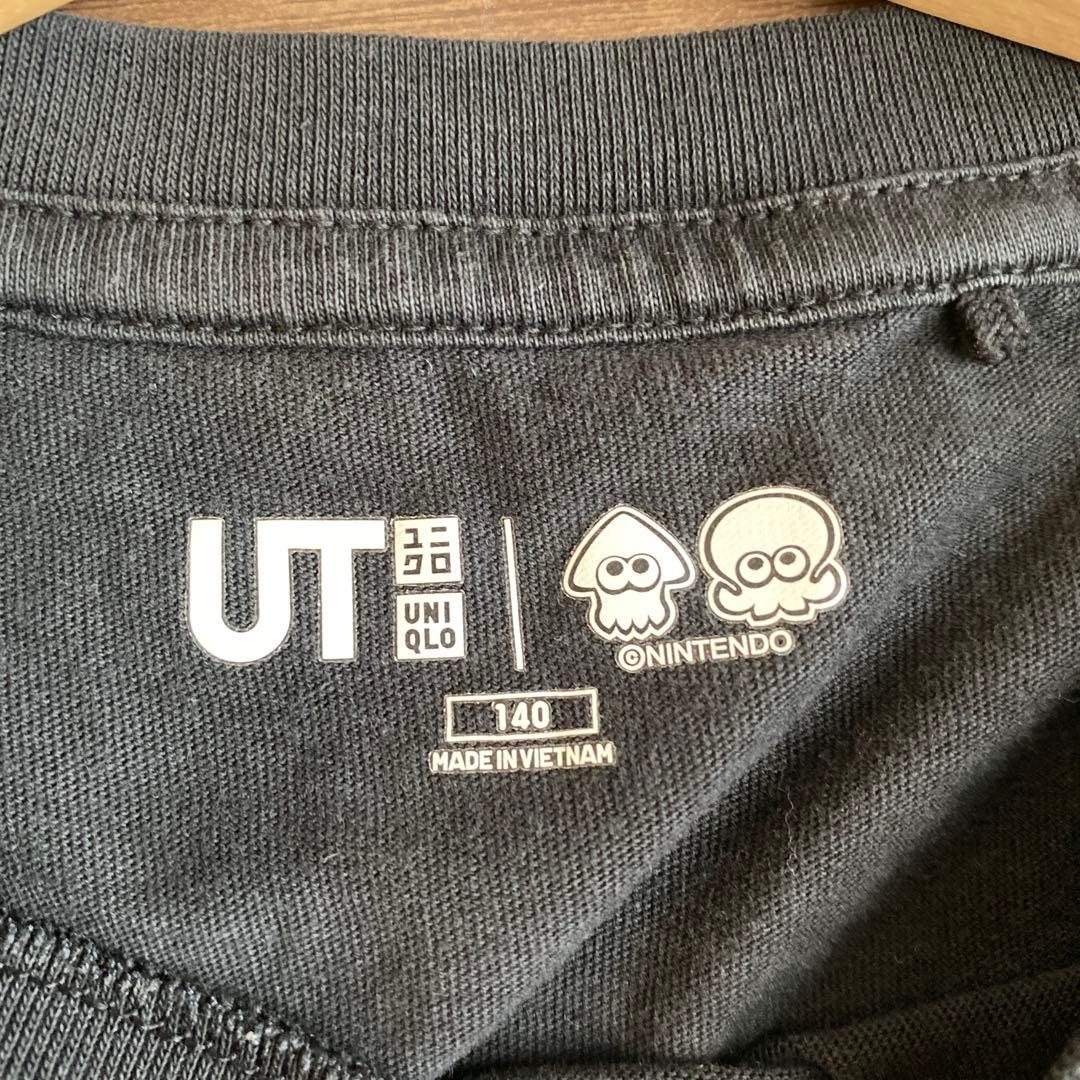 UT
ユニ
クロ
UNI
QLO
©NINTENDO
140
MADE IN VIETNAM